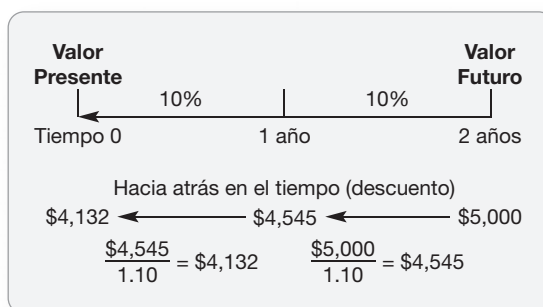 Valor Presente Valor Futuro
10% 10%
Tiempo 0 1 año 2 años
Hacia atrás en el tiempo (descuento)
$4,132 $4,545 $5,000
$4,545 / 1.10 = $4,132 $5,000 / 1.10 = $4,545